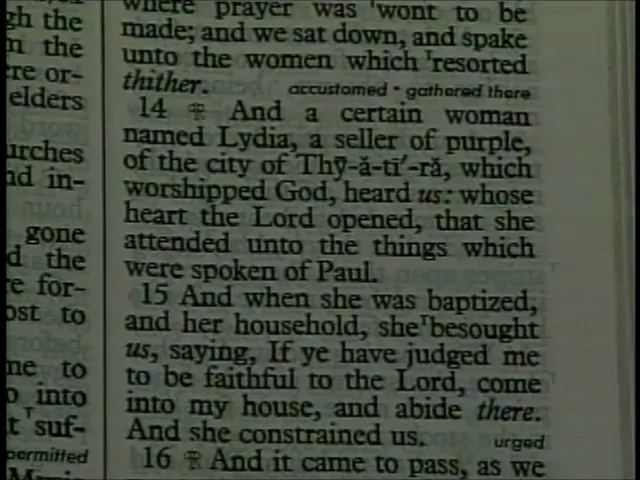 gh the
n the
re or-
elders
urches
nd in-
gone
d the
re for-
ost to
me to
o into
t ᵀsuf-
permitted
where prayer was ᵀwont to be
made; and we sat down, and spake
unto the women which ᵀresorted
thither. accustomed · gathered there
14 And a certain woman
named Lydia, a seller of purple,
of the city of Thȳ-ă-tī′-ră, which
worshipped God, heard us: whose
heart the Lord opened, that she
attended unto the things which
were spoken of Paul.
15 And when she was baptized,
and her household, she ᵀbesought
us, saying, If ye have judged me
to be faithful to the Lord, come
into my house, and abide there.
And she constrained us. urged
16 And it came to pass, as we